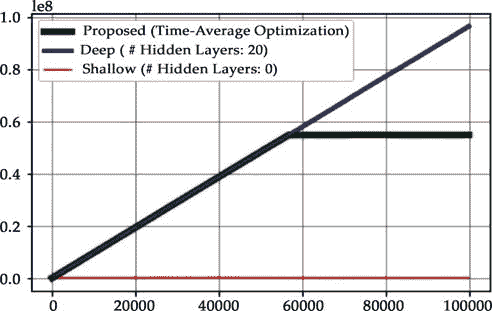 1e8
1.0
Proposed (Time-Average Optimization)
Deep ( # Hidden Layers: 20)
Shallow (# Hidden Layers: 0)
0.8
0.6
0.4
0.2
0.0
0 20000 40000 60000 80000 100000